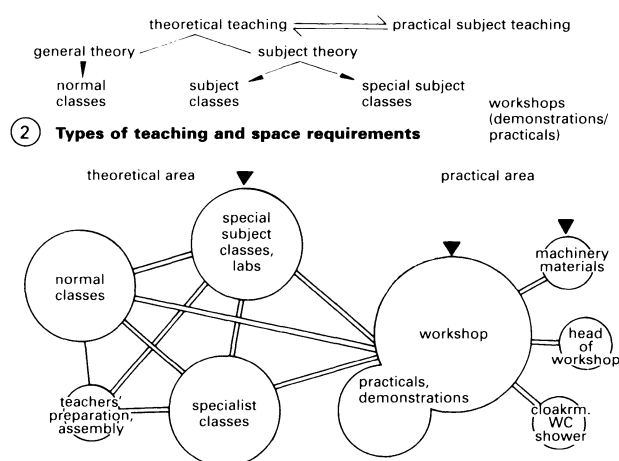 theoretical teaching
practical subject teaching
general theory
subject theory
normal
classes
subject
classes
special subject
classes
workshops
(demonstrations/
practicals)
2 Types of teaching and space requirements
theoretical area
practical area
special
subject
classes,
labs
normal
classes
machinery
materials
workshop
head
of
workshop
practicals,
demonstrations
teachers'
preparation,
assembly
specialist
classes
cloakrm.
WC
shower